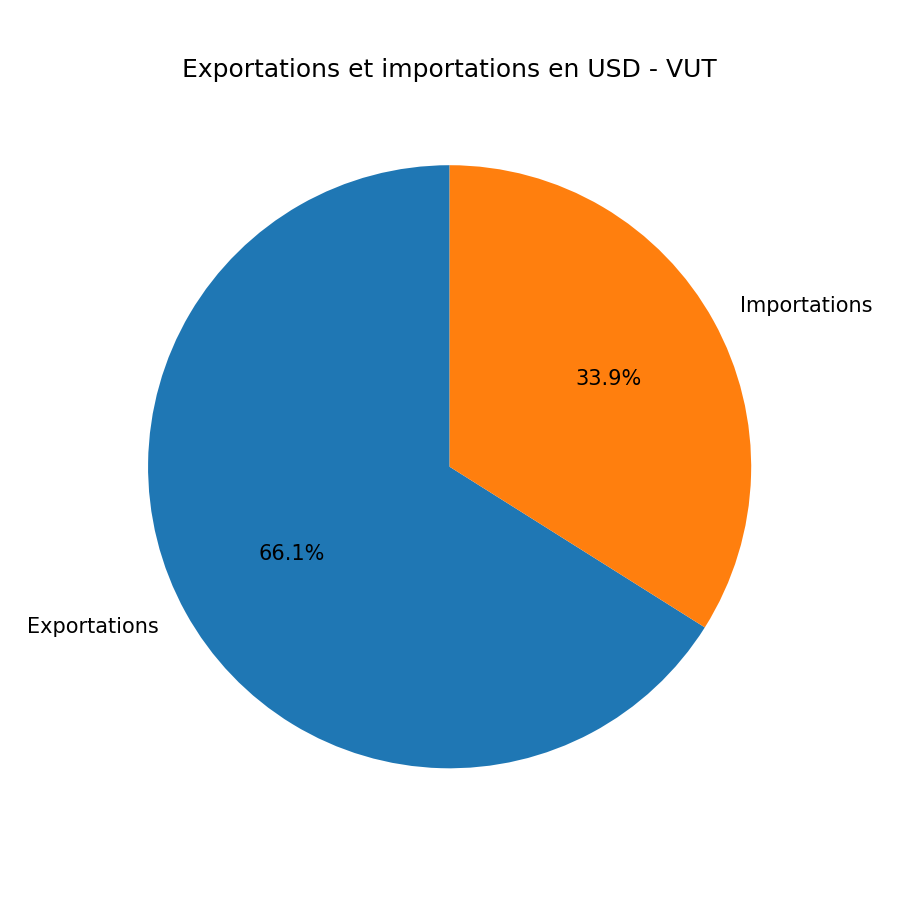 Exportations et importations en USD - VUT
Importations
33.9%
66.1%
Exportations